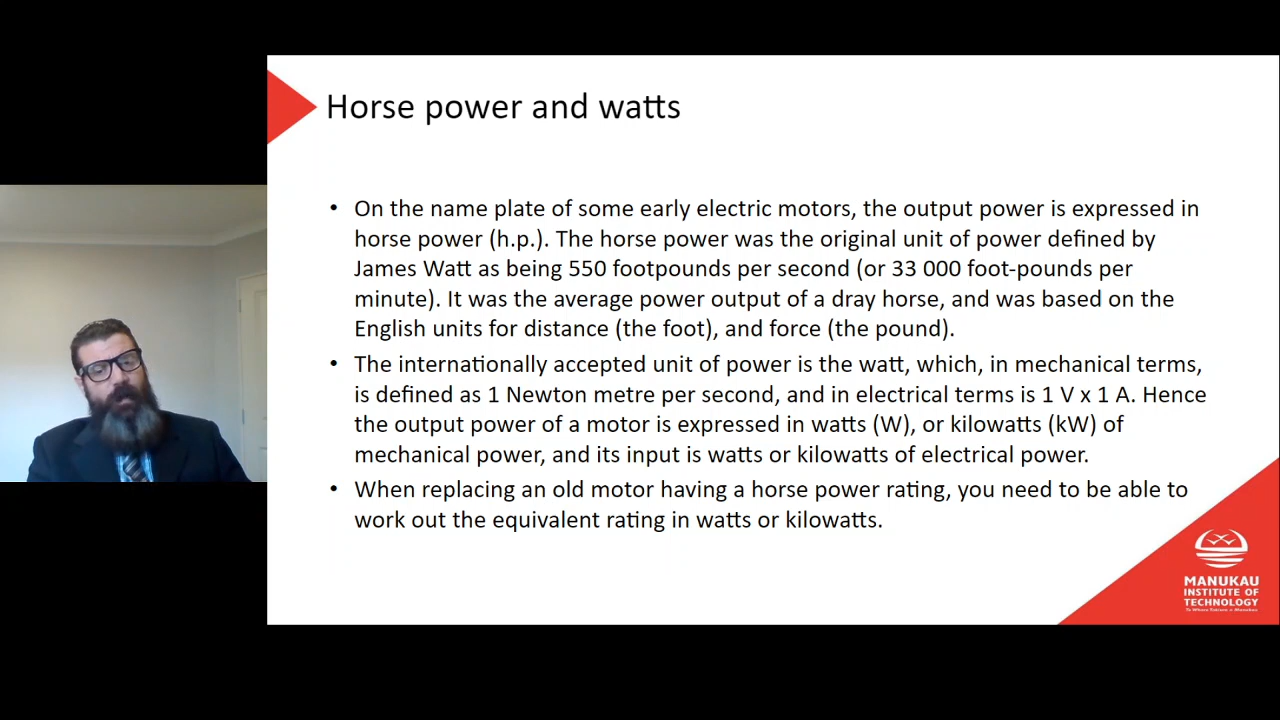 Horse power and watts
• On the name plate of some early electric motors, the output power is expressed in
horse power (h.p.). The horse power was the original unit of power defined by
James Watt as being 550 footpounds per second (or 33 000 foot-pounds per
minute). It was the average power output of a dray horse, and was based on the
English units for distance (the foot), and force (the pound).
• The internationally accepted unit of power is the watt, which, in mechanical terms,
is defined as 1 Newton metre per second, and in electrical terms is 1 V x 1 A. Hence
the output power of a motor is expressed in watts (W), or kilowatts (kW) of
mechanical power, and its input is watts or kilowatts of electrical power.
• When replacing an old motor having a horse power rating, you need to be able to
work out the equivalent rating in watts or kilowatts.
MANUKAU
INSTITUTE OF
TECHNOLOGY